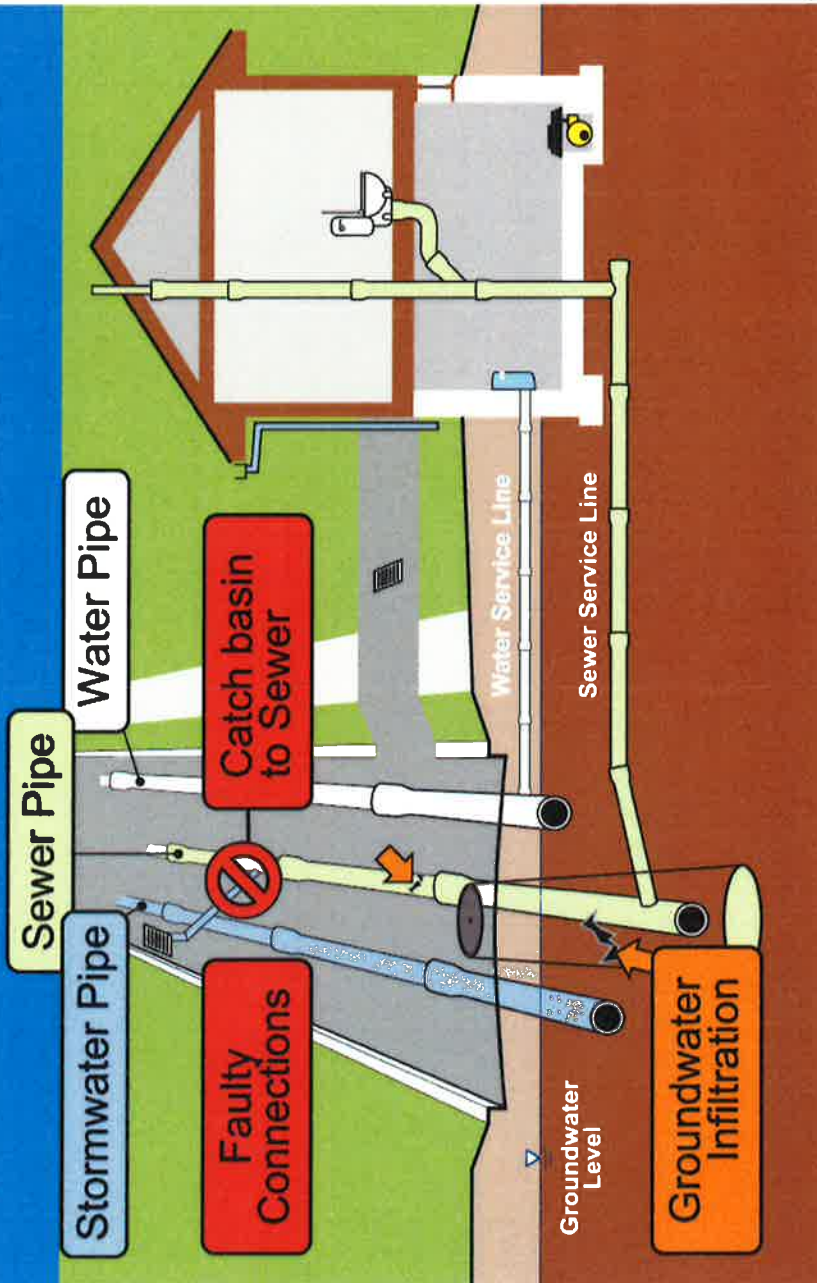 Sewer Pipe
Stormwater Pipe
Water Pipe
Faulty
Connections
Catch basin
to Sewer
Water Service Line
Sewer Service Line
Groundwater
Level
Groundwater
Infiltration